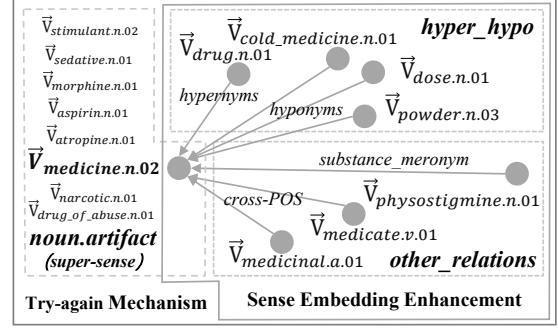 V⃗stimulant.n.02
V⃗sedative.n.01
V⃗morphine.n.01
V⃗aspirin.n.01
V⃗atropine.n.01
V⃗medicine.n.02
V⃗narcotic.n.01
V⃗drug_of_abuse.n.01
noun.artifact
(super-sense)
Try-again Mechanism
V⃗cold_medicine.n.01
hyper_hypo
V⃗drug.n.01
V⃗dose.n.01
hypernyms
hyponyms
V⃗powder.n.03
substance_meronym
V⃗physostigmine.n.01
cross-POS
V⃗medicate.v.01
V⃗medicinal.a.01
other_relations
Sense Embedding Enhancement